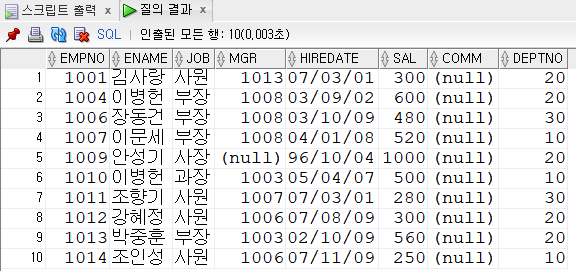 스크립트 출력 × 질의 결과 ×
SQL | 인출된 모든 행: 10(0,003초)
EMPNO ENAME JOB MGR HIREDATE SAL COMM DEPTNO
1 1001 김사랑 사원 1013 07/03/01 300 (null) 20
2 1004 이병헌 부장 1008 03/09/02 600 (null) 20
3 1006 장동건 부장 1008 03/10/09 480 (null) 30
4 1007 이문세 부장 1008 04/01/08 520 (null) 10
5 1009 안성기 사장 (null) 96/10/04 1000 (null) 20
6 1010 이병헌 과장 1003 05/04/07 500 (null) 10
7 1011 조향기 사원 1007 07/03/01 280 (null) 30
8 1012 강혜정 사원 1006 07/08/09 300 (null) 20
9 1013 박중훈 부장 1003 02/10/09 560 (null) 20
10 1014 조인성 사원 1006 07/11/09 250 (null) 10